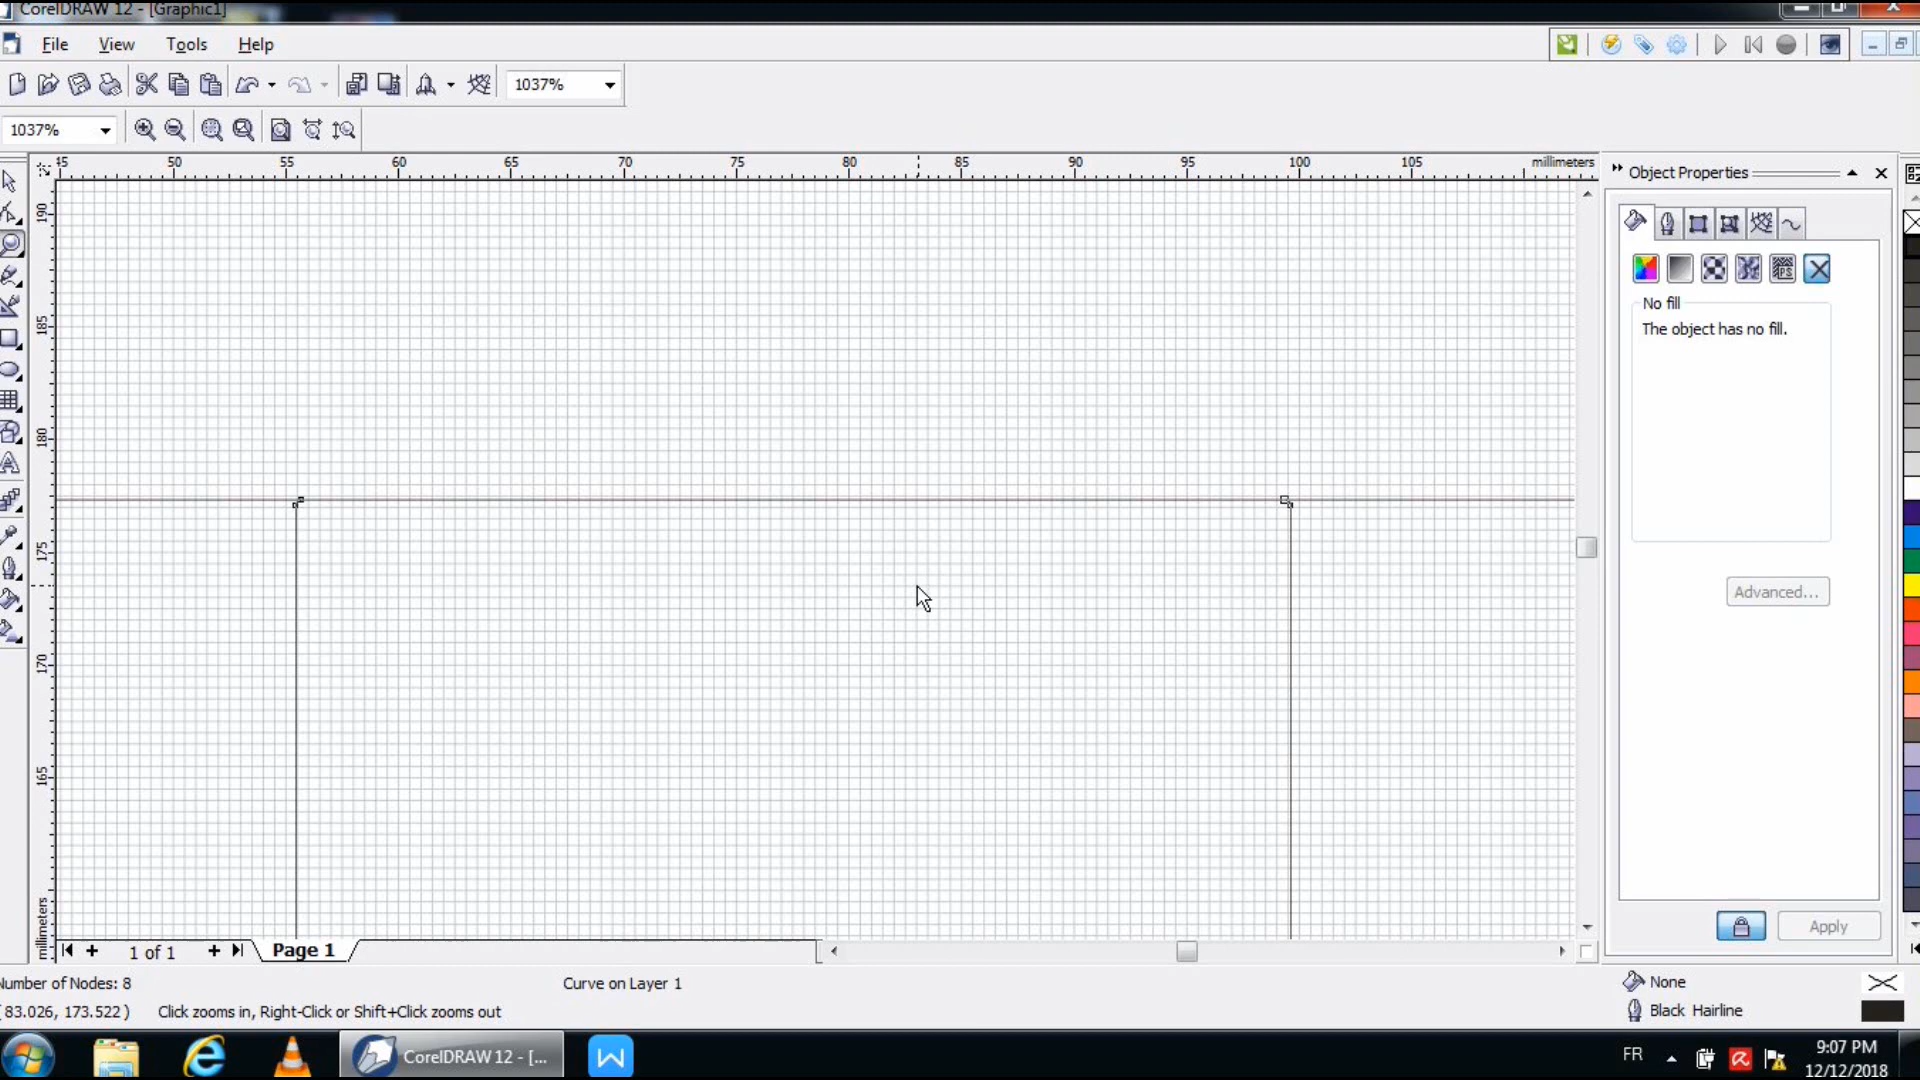 CorelDRAW 12 - [Graphic1]
File View Tools Help
1037%
1037%
45 50 55 60 65 70 75 80 85 90 95 100 105 millimeters
190
185
180
175
170
165
millimeters
Object Properties
PS
No fill
The object has no fill.
Advanced...
Apply
1 of 1
Page 1
Number of Nodes: 8
Curve on Layer 1
None
83.026, 173.522 )
Click zooms in, Right-Click or Shift+Click zooms out
Black Hairline
CorelDRAW 12 - [...
FR
9:07 PM
12/12/2018